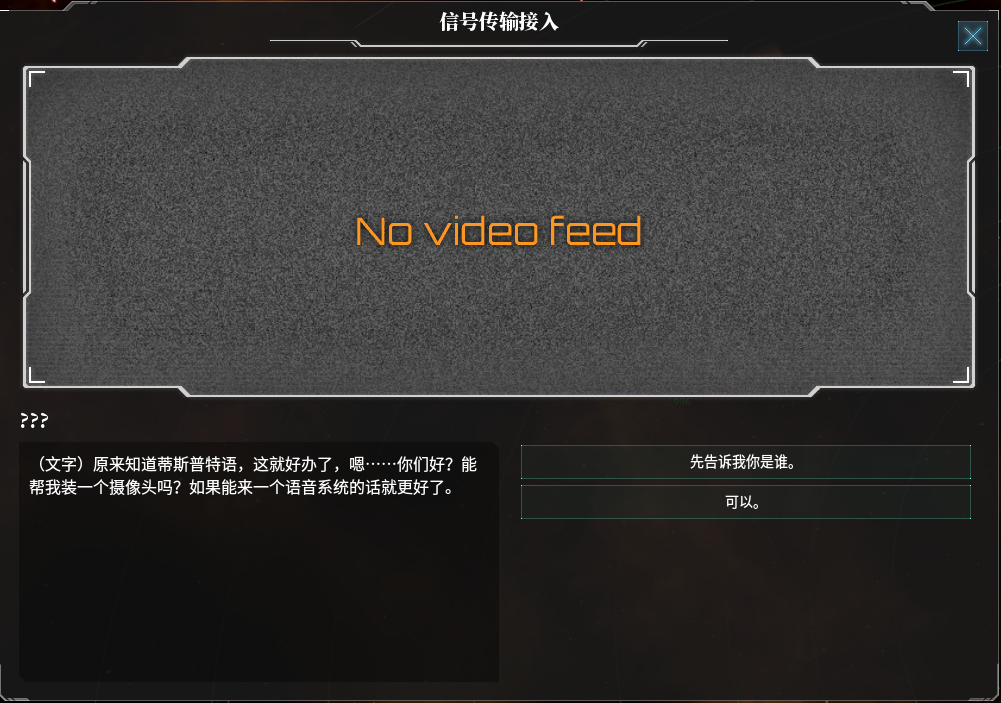 信号传输接入
No video feed
???
（文字）原来知道蒂斯普特语，这就好办了，嗯……你们好？能
帮我装一个摄像头吗？如果能来一个语音系统的话就更好了。
先告诉我你是谁。
可以。